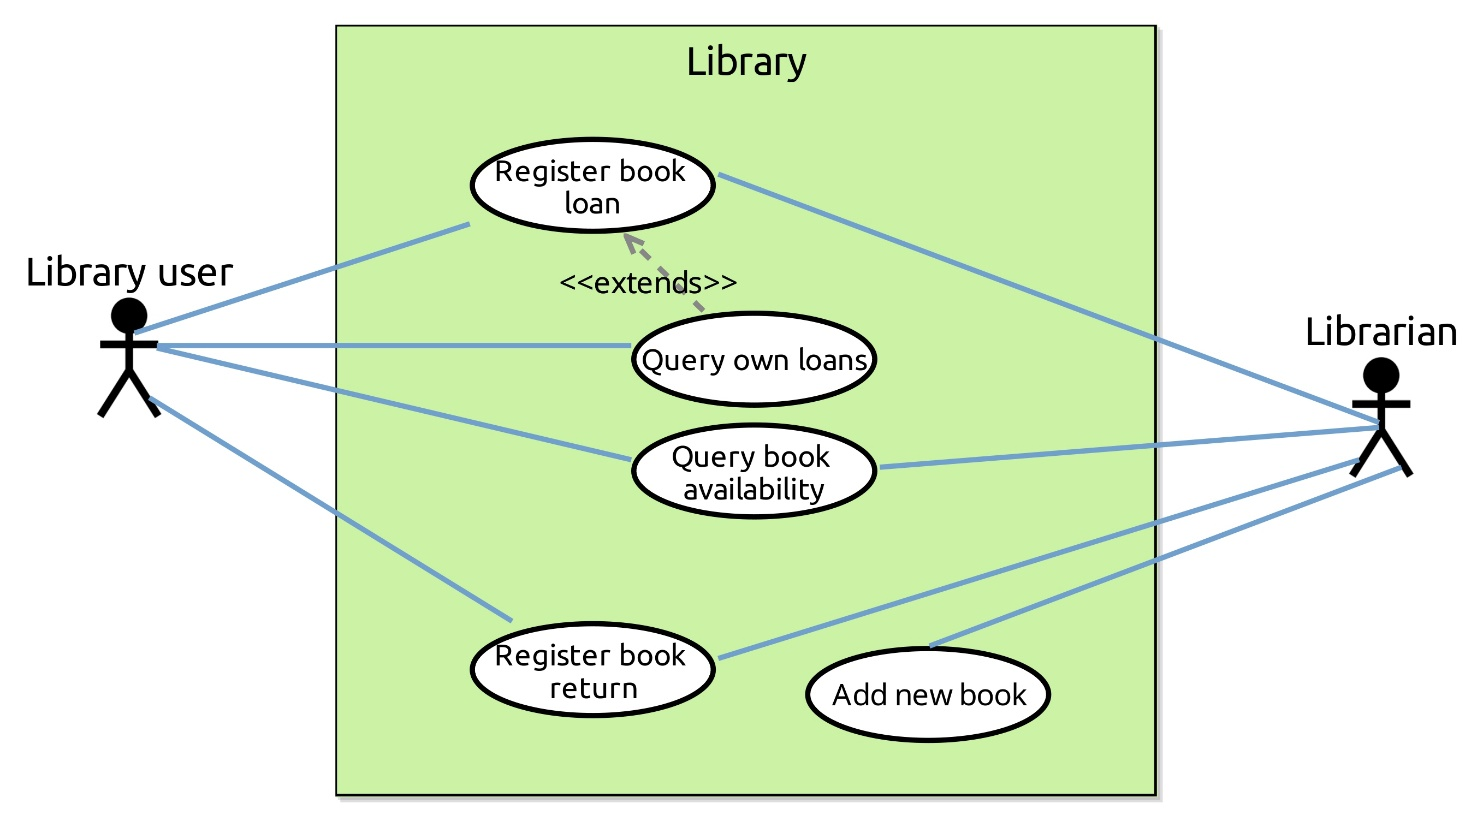 Library
Register book
loan
Library user
<<extends>>
Librarian
Query own loans
Query book
availability
Register book
return
Add new book